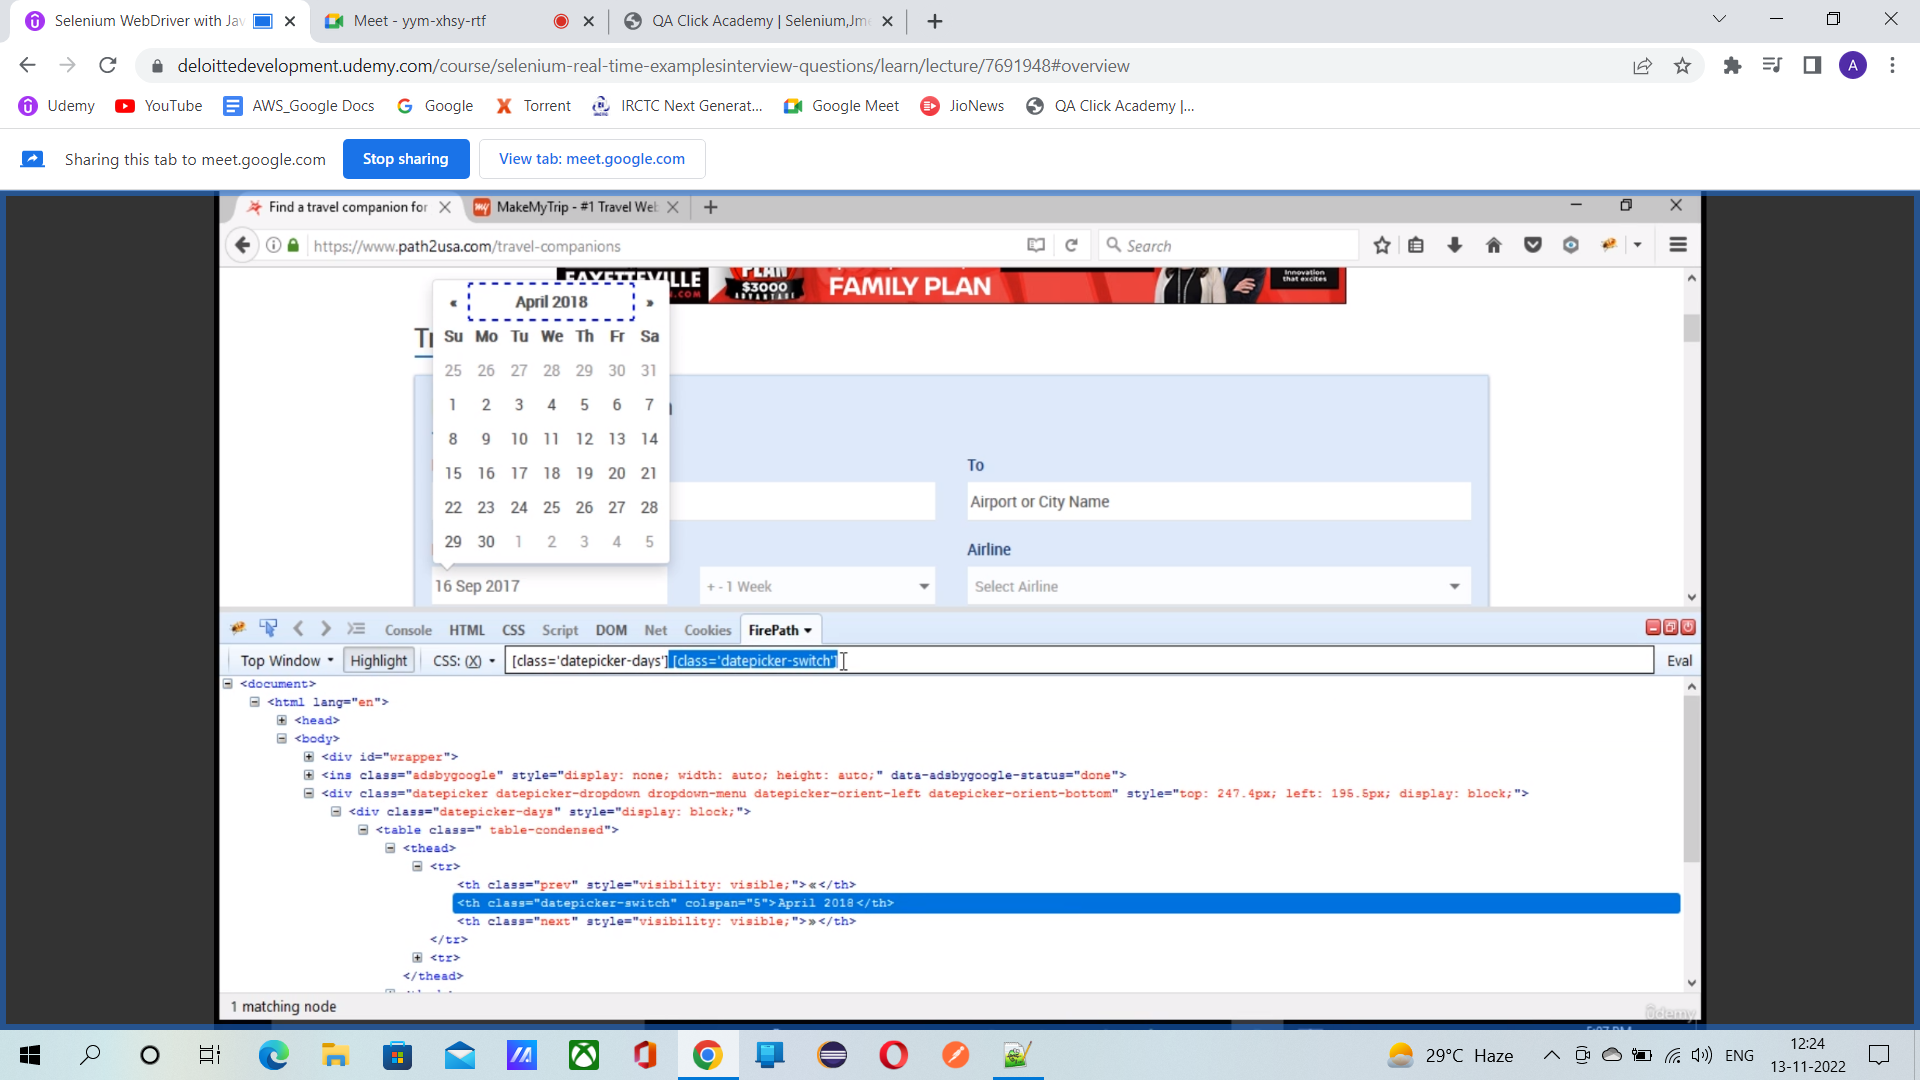 Selenium WebDriver with Jav
Meet - yym-xhsy-rtf
QA Click Academy | Selenium,Jme
deloittedevelopment.udemy.com/course/selenium-real-time-examplesinterview-questions/learn/lecture/7691948#overview
A
Udemy
YouTube
AWS_Google Docs
Google
Torrent
IRCTC Next Generat...
Google Meet
JioNews
QA Click Academy |...
Sharing this tab to meet.google.com
Stop sharing
View tab: meet.google.com
Find a travel companion for
MakeMyTrip - #1 Travel Web
https://www.path2usa.com/travel-companions
Search
FAYETTEVILLE
PLAN
$3000
ADVANTAGE
FAMILY PLAN
Innovation
that excites
« April 2018 »
Su Mo Tu We Th Fr Sa
25 26 27 28 29 30 31
1 2 3 4 5 6 7
8 9 10 11 12 13 14
15 16 17 18 19 20 21
22 23 24 25 26 27 28
29 30 1 2 3 4 5
To
Airport or City Name
Airline
16 Sep 2017
+ - 1 Week
Select Airline
Console HTML CSS Script DOM Net Cookies FirePath
Top Window Highlight CSS: (X) [class='datepicker-days'] [class='datepicker-switch'] Eval
<document>
<html lang="en">
<head>
<body>
<div id="wrapper">
<ins class="adsbygoogle" style="display: none; width: auto; height: auto;" data-adsbygoogle-status="done">
<div class="datepicker datepicker-dropdown dropdown-menu datepicker-orient-left datepicker-orient-bottom" style="top: 247.4px; left: 195.5px; display: block;">
<div class="datepicker-days" style="display: block;">
<table class=" table-condensed">
<thead>
<tr>
<th class="prev" style="visibility: visible;">«</th>
<th class="datepicker-switch" colspan="5">April 2018</th>
<th class="next" style="visibility: visible;">»</th>
</tr>
<tr>
</thead>
1 matching node
ûdemy
29°C Haze
ENG
12:24
13-11-2022